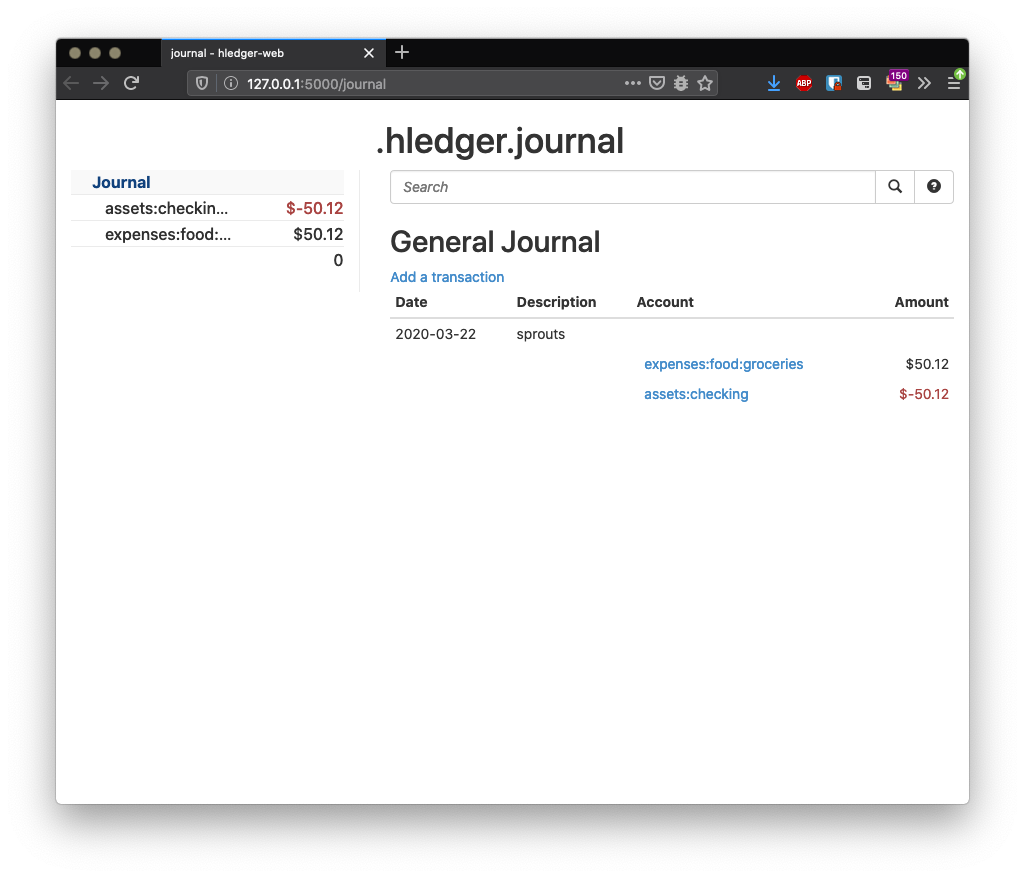 journal - hledger-web
127.0.0.1:5000/journal
ABP
150
.hledger.journal
Journal
assets:checkin... $-50.12
expenses:food:... $50.12
0
Search
General Journal
Add a transaction
Date Description Account Amount
2020-03-22 sprouts
expenses:food:groceries $50.12
assets:checking $-50.12